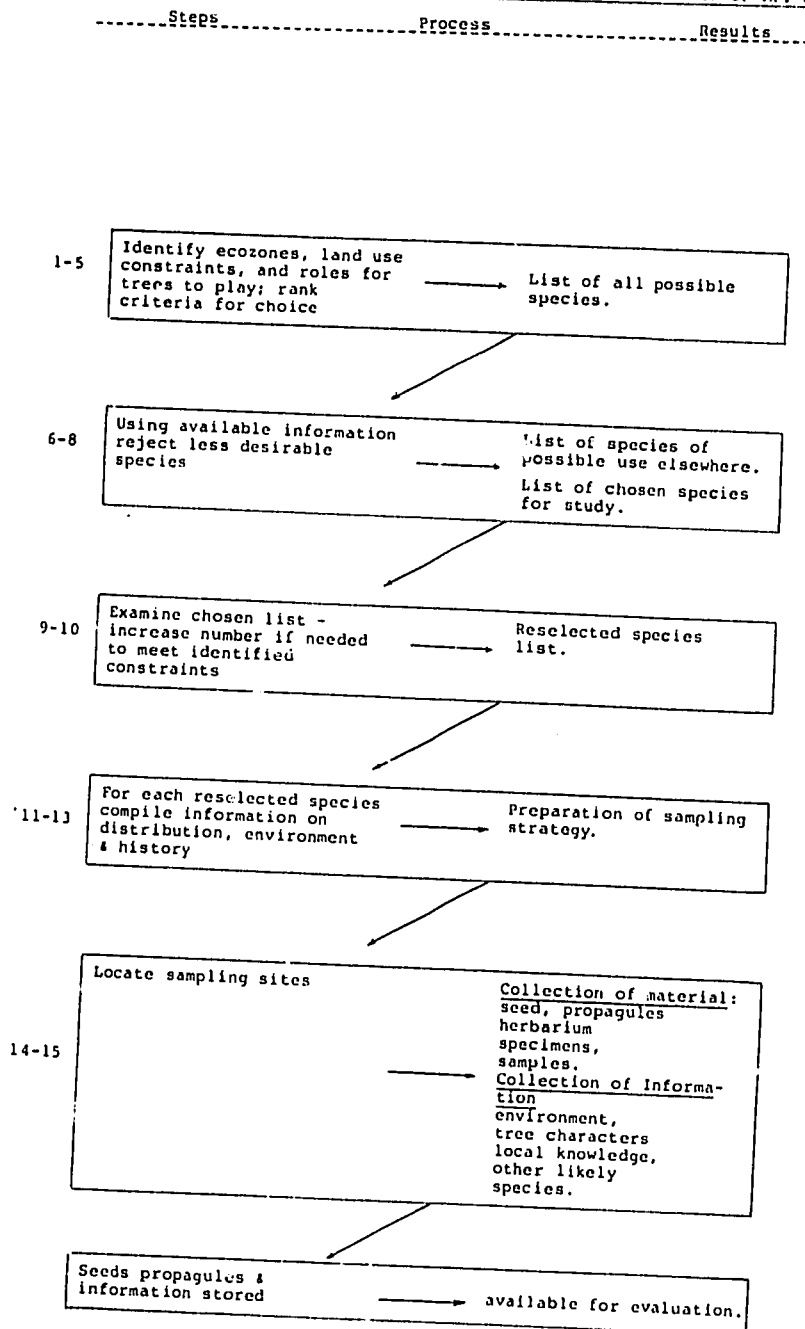 Steps Process Results
1-5
Identify ecozones, land use
constraints, and roles for
trees to play; rank
criteria for choice
List of all possible
species.
6-8
Using available information
reject less desirable
species
List of species of
possible use elsewhere.
List of chosen species
for study.
9-10
Examine chosen list -
increase number if needed
to meet identified
constraints
Reselected species
list.
11-13
For each reselected species
compile information on
distribution, environment
& history
Preparation of sampling
strategy.
14-15
Locate sampling sites
Collection of material:
seed, propagules
herbarium
specimens,
samples.
Collection of Informa-
tion
environment,
tree characters
local knowledge,
other likely
species.
Seeds propagules &
information stored
available for evaluation.